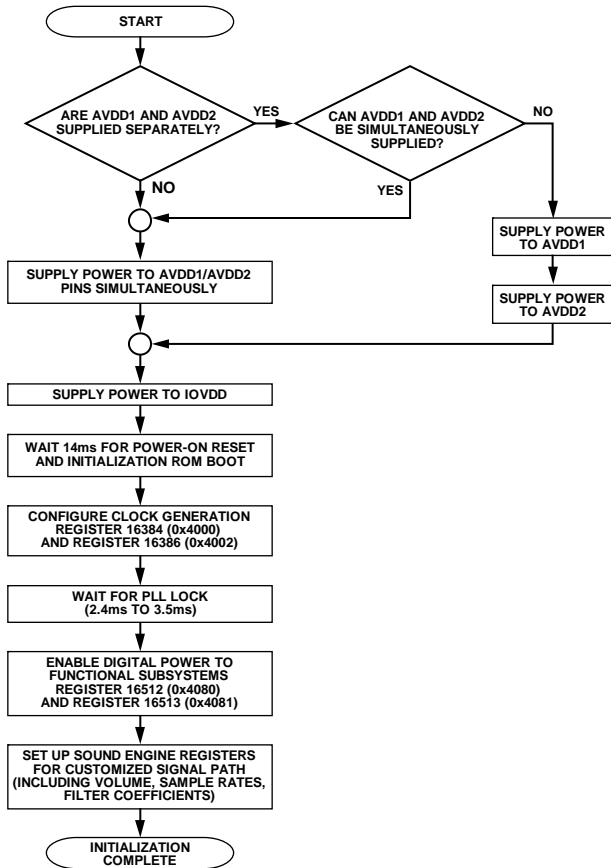 START
ARE AVDD1 AND AVDD2
SUPPLIED SEPARATELY?
YES
CAN AVDD1 AND AVDD2
BE SIMULTANEOUSLY
SUPPLIED?
NO
NO
YES
SUPPLY POWER
TO AVDD1
SUPPLY POWER TO AVDD1/AVDD2
PINS SIMULTANEOUSLY
SUPPLY POWER
TO AVDD2
SUPPLY POWER TO IOVDD
WAIT 14ms FOR POWER-ON RESET
AND INITIALIZATION ROM BOOT
CONFIGURE CLOCK GENERATION
REGISTER 16384 (0x4000)
AND REGISTER 16386 (0x4002)
WAIT FOR PLL LOCK
(2.4ms TO 3.5ms)
ENABLE DIGITAL POWER TO
FUNCTIONAL SUBSYSTEMS
REGISTER 16512 (0x4080)
AND REGISTER 16513 (0x4081)
SET UP SOUND ENGINE REGISTERS
FOR CUSTOMIZED SIGNAL PATH
(INCLUDING VOLUME, SAMPLE RATES,
FILTER COEFFICIENTS)
INITIALIZATION
COMPLETE